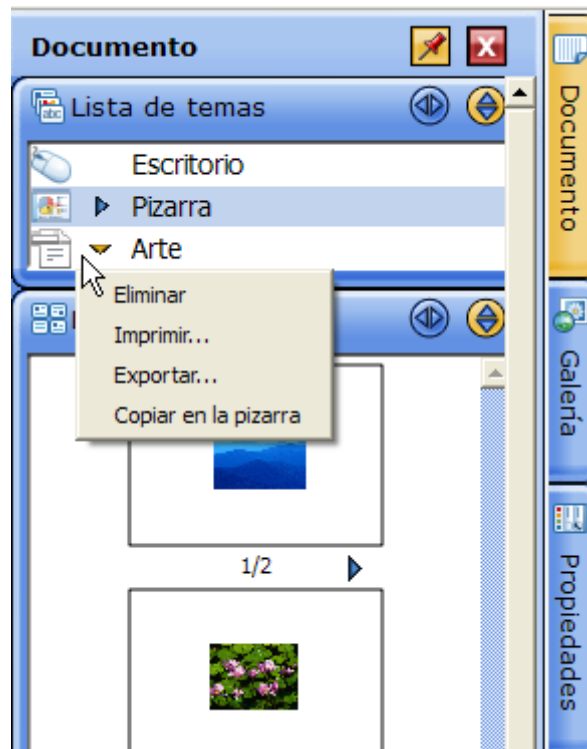 Documento
Lista de temas
Escritorio
Pizarra
Arte
Eliminar
Imprimir...
Exportar...
Copiar en la pizarra
1/2
Documento
Galería
Propiedades